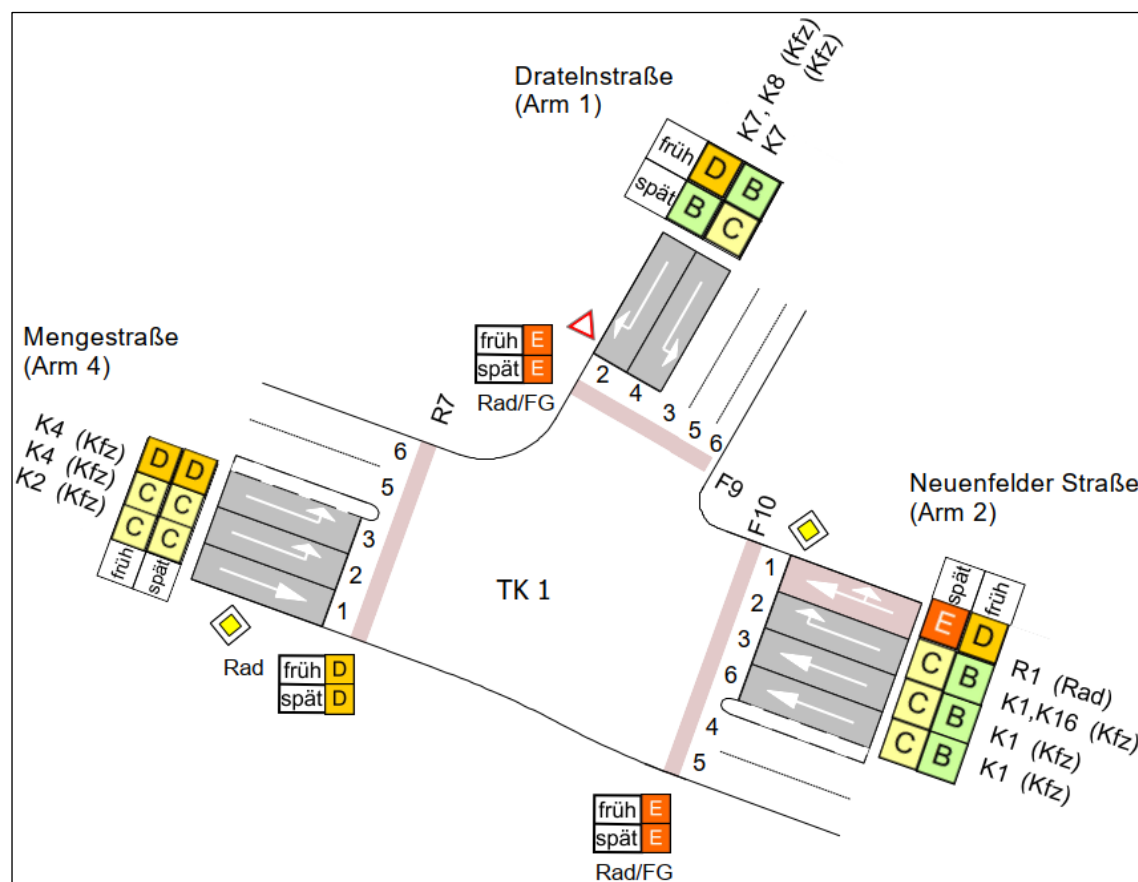 Dratelnstraße
(Arm 1)
K7, K8 (Kfz)
K7 (Kfz)
früh D B
spät B C
Mengestraße
(Arm 4)
früh E
spät E
Rad/FG
2
4
3
5
6
R7
F9
F10
Neuenfelder Straße
(Arm 2)
K4 (Kfz)
K4 (Kfz)
K2 (Kfz)
D D
C C
C C
früh
spät
6
5
3
2
1
TK 1
1
2
3
6
4
5
spät
früh
E D
C B
C B
C B
R1 (Rad)
K1,K16 (Kfz)
K1 (Kfz)
K1 (Kfz)
Rad
früh D
spät D
früh E
spät E
Rad/FG